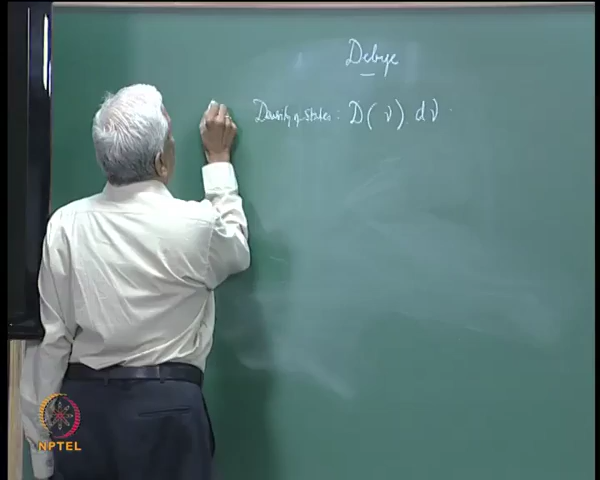 Debye
Density of States : D(ν) dν
NPTEL